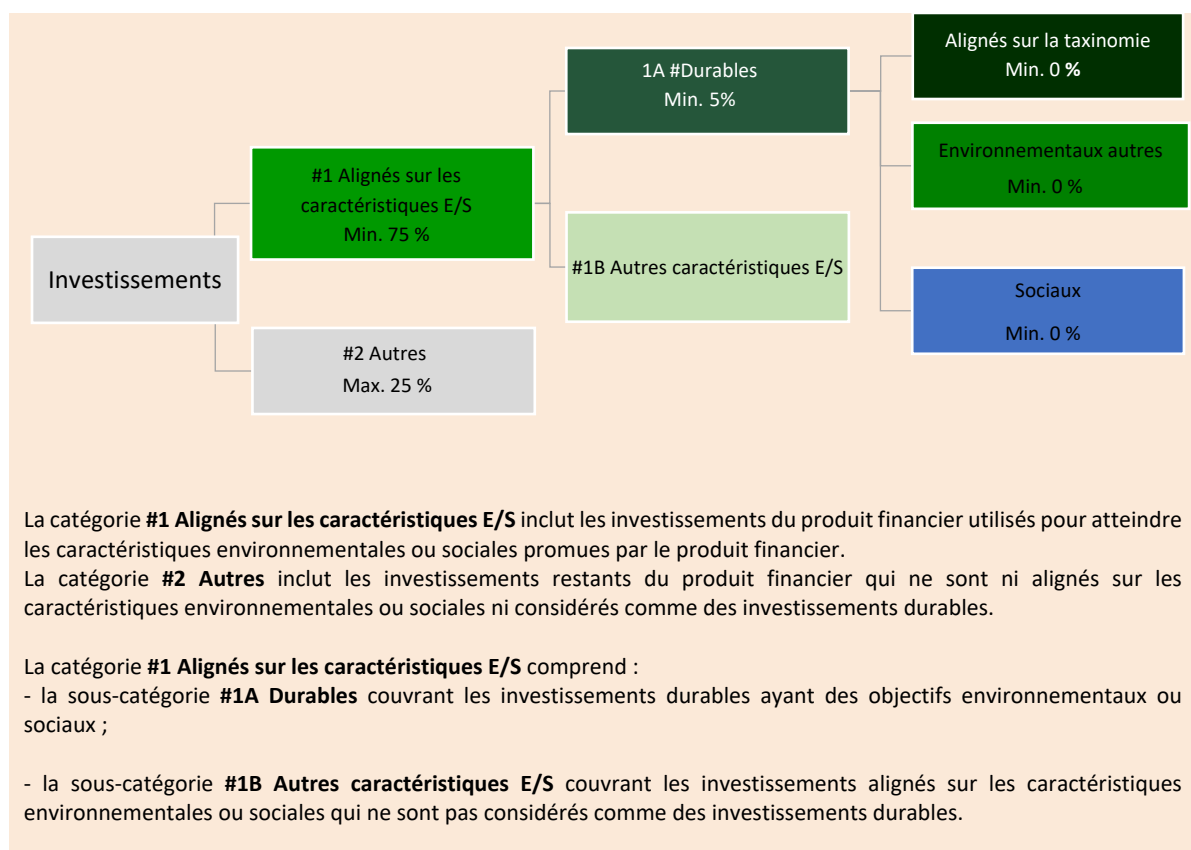 Investissements
#1 Alignés sur les
caractéristiques E/S
Min. 75 %
#2 Autres
Max. 25 %
1A #Durables
Min. 5%
#1B Autres caractéristiques E/S
Alignés sur la taxinomie
Min. 0 %
Environnementaux autres
Min. 0 %
Sociaux
Min. 0 %
La catégorie #1 Alignés sur les caractéristiques E/S inclut les investissements du produit financier utilisés pour atteindre
les caractéristiques environnementales ou sociales promues par le produit financier.
La catégorie #2 Autres inclut les investissements restants du produit financier qui ne sont ni alignés sur les
caractéristiques environnementales ou sociales ni considérés comme des investissements durables.
La catégorie #1 Alignés sur les caractéristiques E/S comprend :
- la sous-catégorie #1A Durables couvrant les investissements durables ayant des objectifs environnementaux ou
sociaux ;
- la sous-catégorie #1B Autres caractéristiques E/S couvrant les investissements alignés sur les caractéristiques
environnementales ou sociales qui ne sont pas considérés comme des investissements durables.